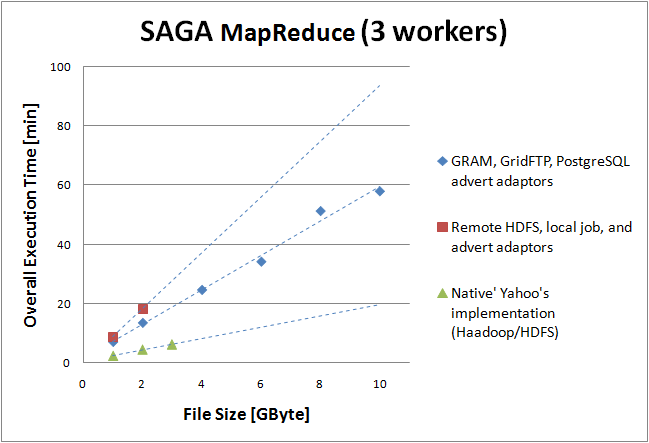 SAGA MapReduce (3 workers)
Overall Execution Time [min]
100
80
60
40
20
0
0 2 4 6 8 10
File Size [GByte]
GRAM, GridFTP, PostgreSQL
advert adaptors
Remote HDFS, local job, and
advert adaptors
Native' Yahoo's
implementation
(Haadoop/HDFS)